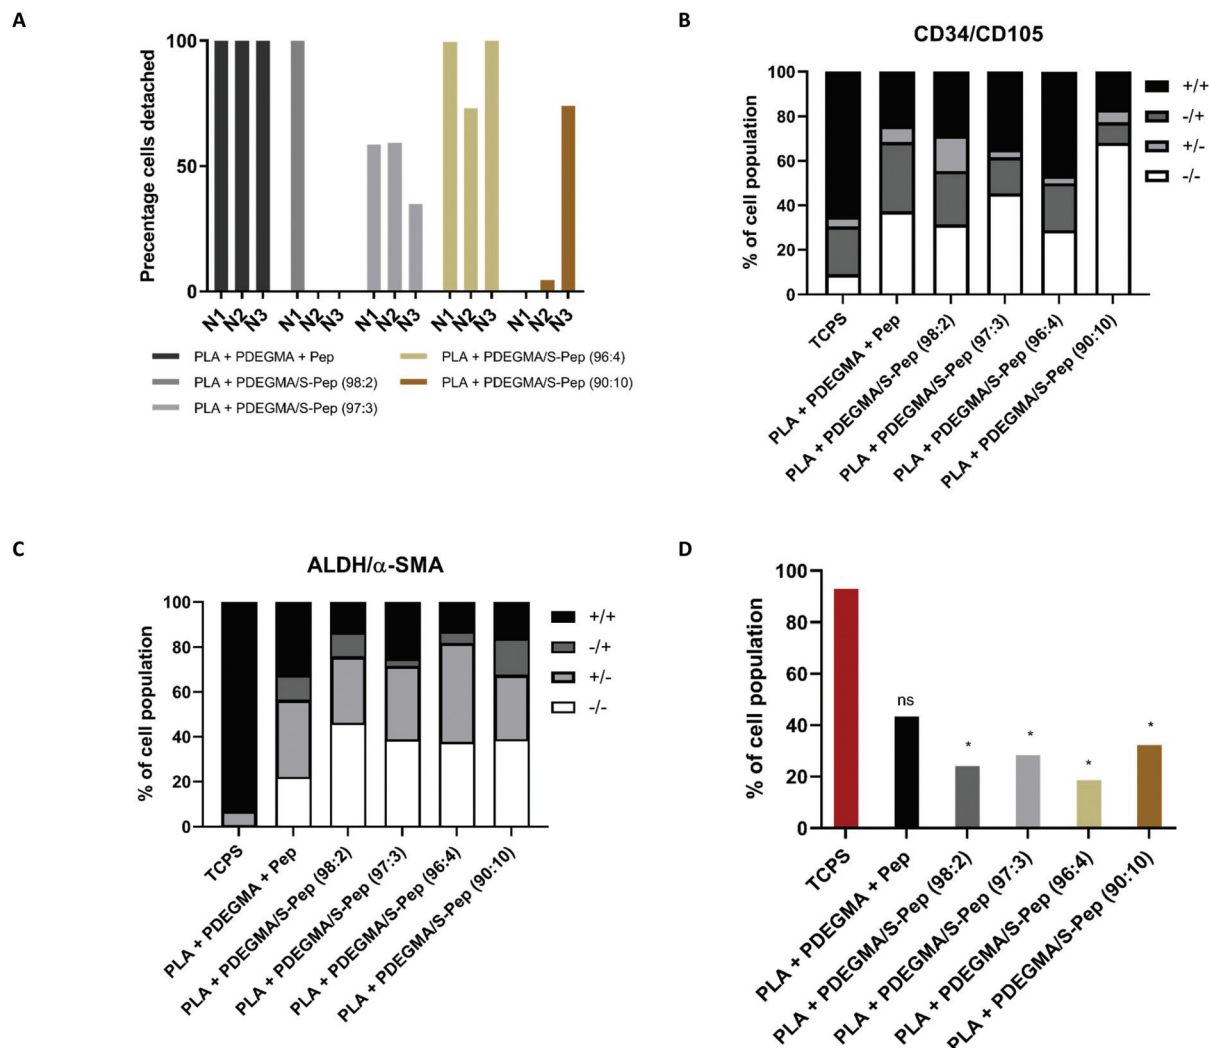 A
Precentage cells detached
100
50
0
N1 N2 N3 N1 N2 N3 N1 N2 N3 N1 N2 N3 N1 N2 N3
PLA + PDEGMA + Pep
PLA + PDEGMA/S-Pep (98:2)
PLA + PDEGMA/S-Pep (97:3)
PLA + PDEGMA/S-Pep (96:4)
PLA + PDEGMA/S-Pep (90:10)
B
CD34/CD105
% of cell population
100
80
60
40
20
0
TCPS
PLA + PDEGMA + Pep
PLA + PDEGMA/S-Pep (98:2)
PLA + PDEGMA/S-Pep (97:3)
PLA + PDEGMA/S-Pep (96:4)
PLA + PDEGMA/S-Pep (90:10)
+/+
-/+
+/-
-/-
C
ALDH/α-SMA
% of cell population
100
80
60
40
20
0
TCPS
PLA + PDEGMA + Pep
PLA + PDEGMA/S-Pep (98:2)
PLA + PDEGMA/S-Pep (97:3)
PLA + PDEGMA/S-Pep (96:4)
PLA + PDEGMA/S-Pep (90:10)
+/+
-/+
+/-
-/-
D
% of cell population
100
80
60
40
20
0
ns
*
*
*
*
TCPS
PLA + PDEGMA + Pep
PLA + PDEGMA/S-Pep (98:2)
PLA + PDEGMA/S-Pep (97:3)
PLA + PDEGMA/S-Pep (96:4)
PLA + PDEGMA/S-Pep (90:10)